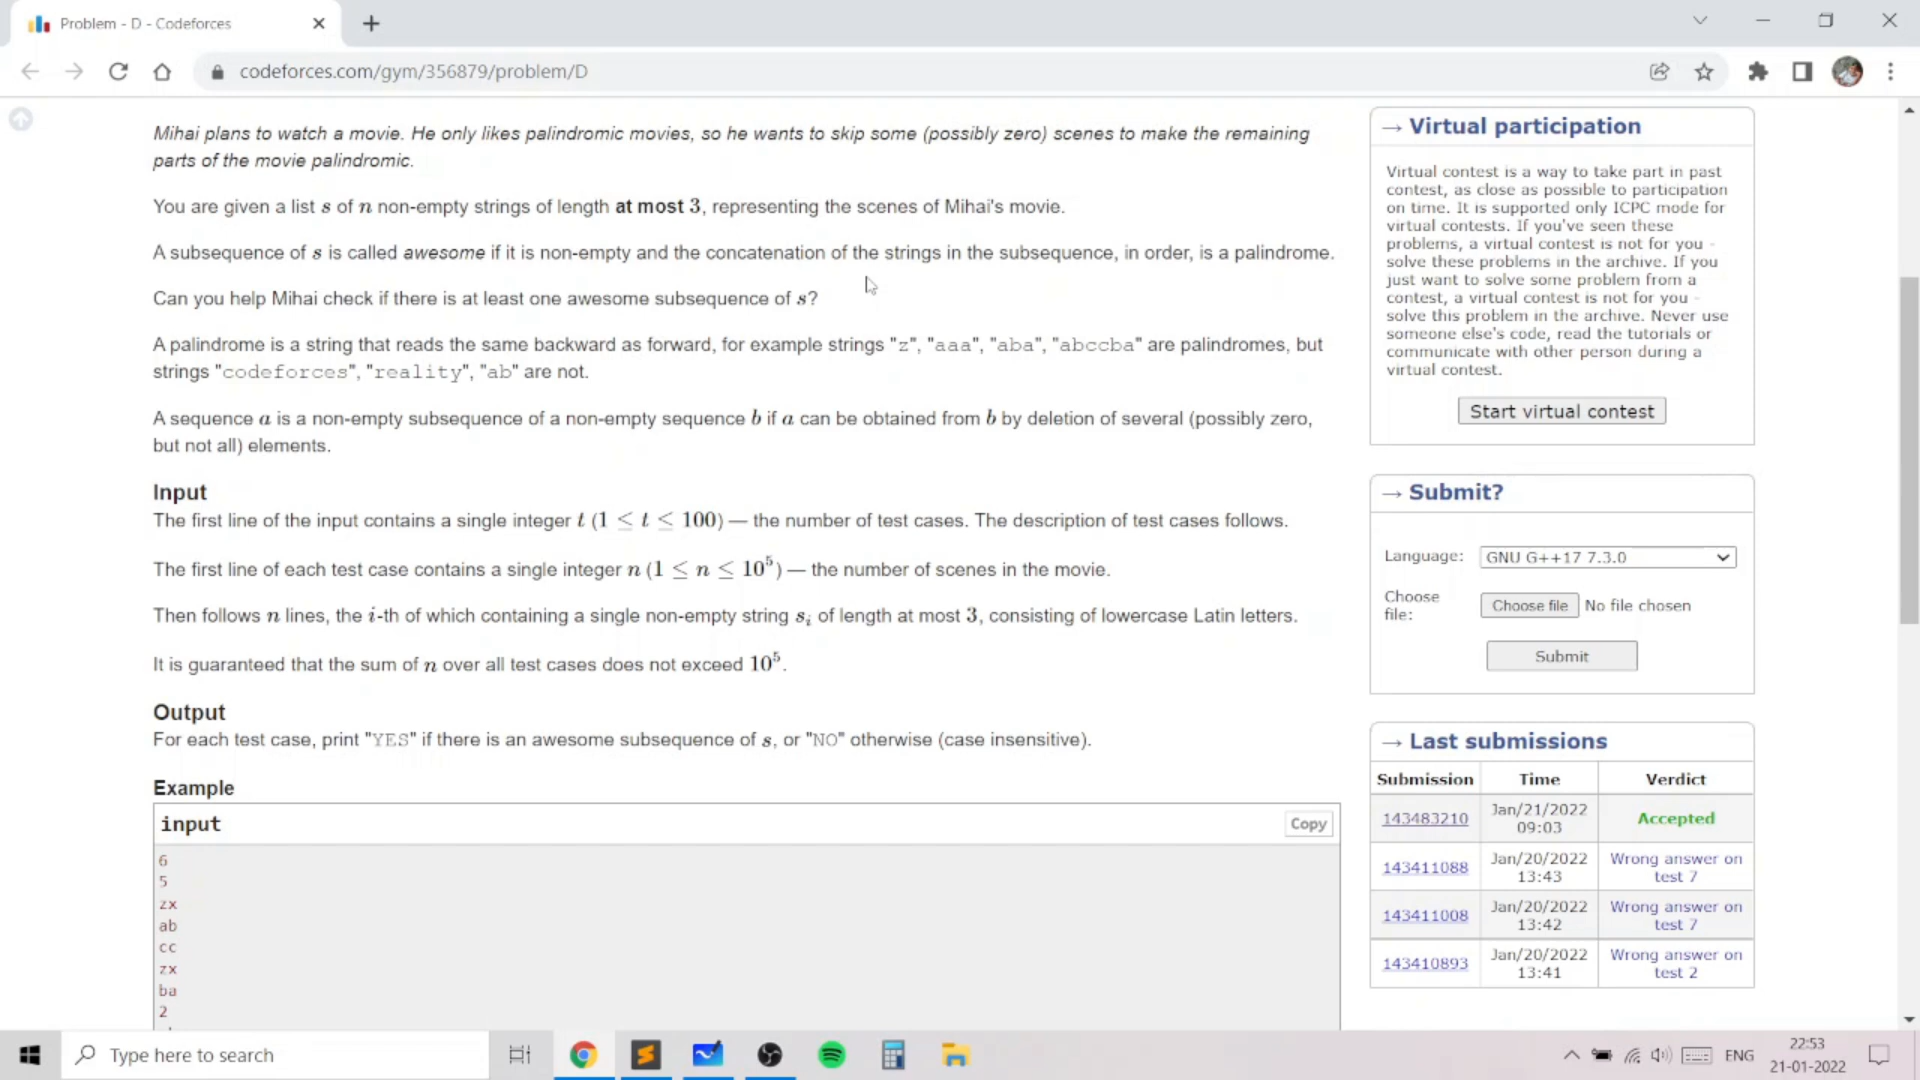 Problem - D - Codeforces
codeforces.com/gym/356879/problem/D
Mihai plans to watch a movie. He only likes palindromic movies, so he wants to skip some (possibly zero) scenes to make the remaining
parts of the movie palindromic.
You are given a list s of n non-empty strings of length at most 3, representing the scenes of Mihai's movie.
A subsequence of s is called awesome if it is non-empty and the concatenation of the strings in the subsequence, in order, is a palindrome.
Can you help Mihai check if there is at least one awesome subsequence of s?
A palindrome is a string that reads the same backward as forward, for example strings "z", "aaa", "aba", "abccba" are palindromes, but
strings "codeforces", "reality", "ab" are not.
A sequence a is a non-empty subsequence of a non-empty sequence b if a can be obtained from b by deletion of several (possibly zero,
but not all) elements.
Input
The first line of the input contains a single integer t (1 ≤ t ≤ 100) — the number of test cases. The description of test cases follows.
The first line of each test case contains a single integer n (1 ≤ n ≤ 10⁵) — the number of scenes in the movie.
Then follows n lines, the i-th of which containing a single non-empty string sᵢ of length at most 3, consisting of lowercase Latin letters.
It is guaranteed that the sum of n over all test cases does not exceed 10⁵.
Output
For each test case, print "YES" if there is an awesome subsequence of s, or "NO" otherwise (case insensitive).
Example
input
Copy
6
5
zx
ab
cc
zx
ba
2
→ Virtual participation
Virtual contest is a way to take part in past
contest, as close as possible to participation
on time. It is supported only ICPC mode for
virtual contests. If you've seen these
problems, a virtual contest is not for you -
solve these problems in the archive. If you
just want to solve some problem from a
contest, a virtual contest is not for you -
solve this problem in the archive. Never use
someone else's code, read the tutorials or
communicate with other person during a
virtual contest.
Start virtual contest
→ Submit?
Language: GNU G++17 7.3.0
Choose
file: Choose file No file chosen
Submit
→ Last submissions
Submission Time Verdict
143483210 Jan/21/2022 Accepted
09:03
143411088 Jan/20/2022 Wrong answer on
13:43 test 7
143411008 Jan/20/2022 Wrong answer on
13:42 test 7
143410893 Jan/20/2022 Wrong answer on
13:41 test 2
Type here to search
ENG
22:53
21-01-2022